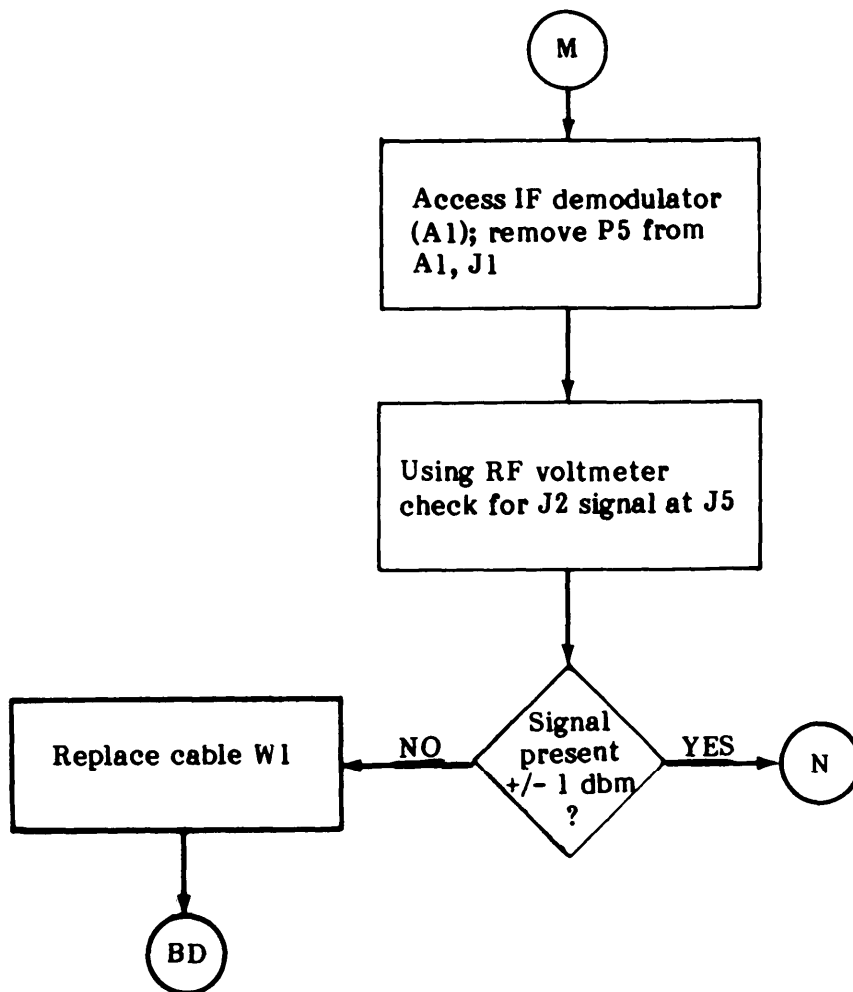 M
Access IF demodulator
(A1); remove P5 from
A1, J1
Using RF voltmeter
check for J2 signal at J5
Signal
present
+/- 1 dbm
?
NO
YES
Replace cable W1
N
BD